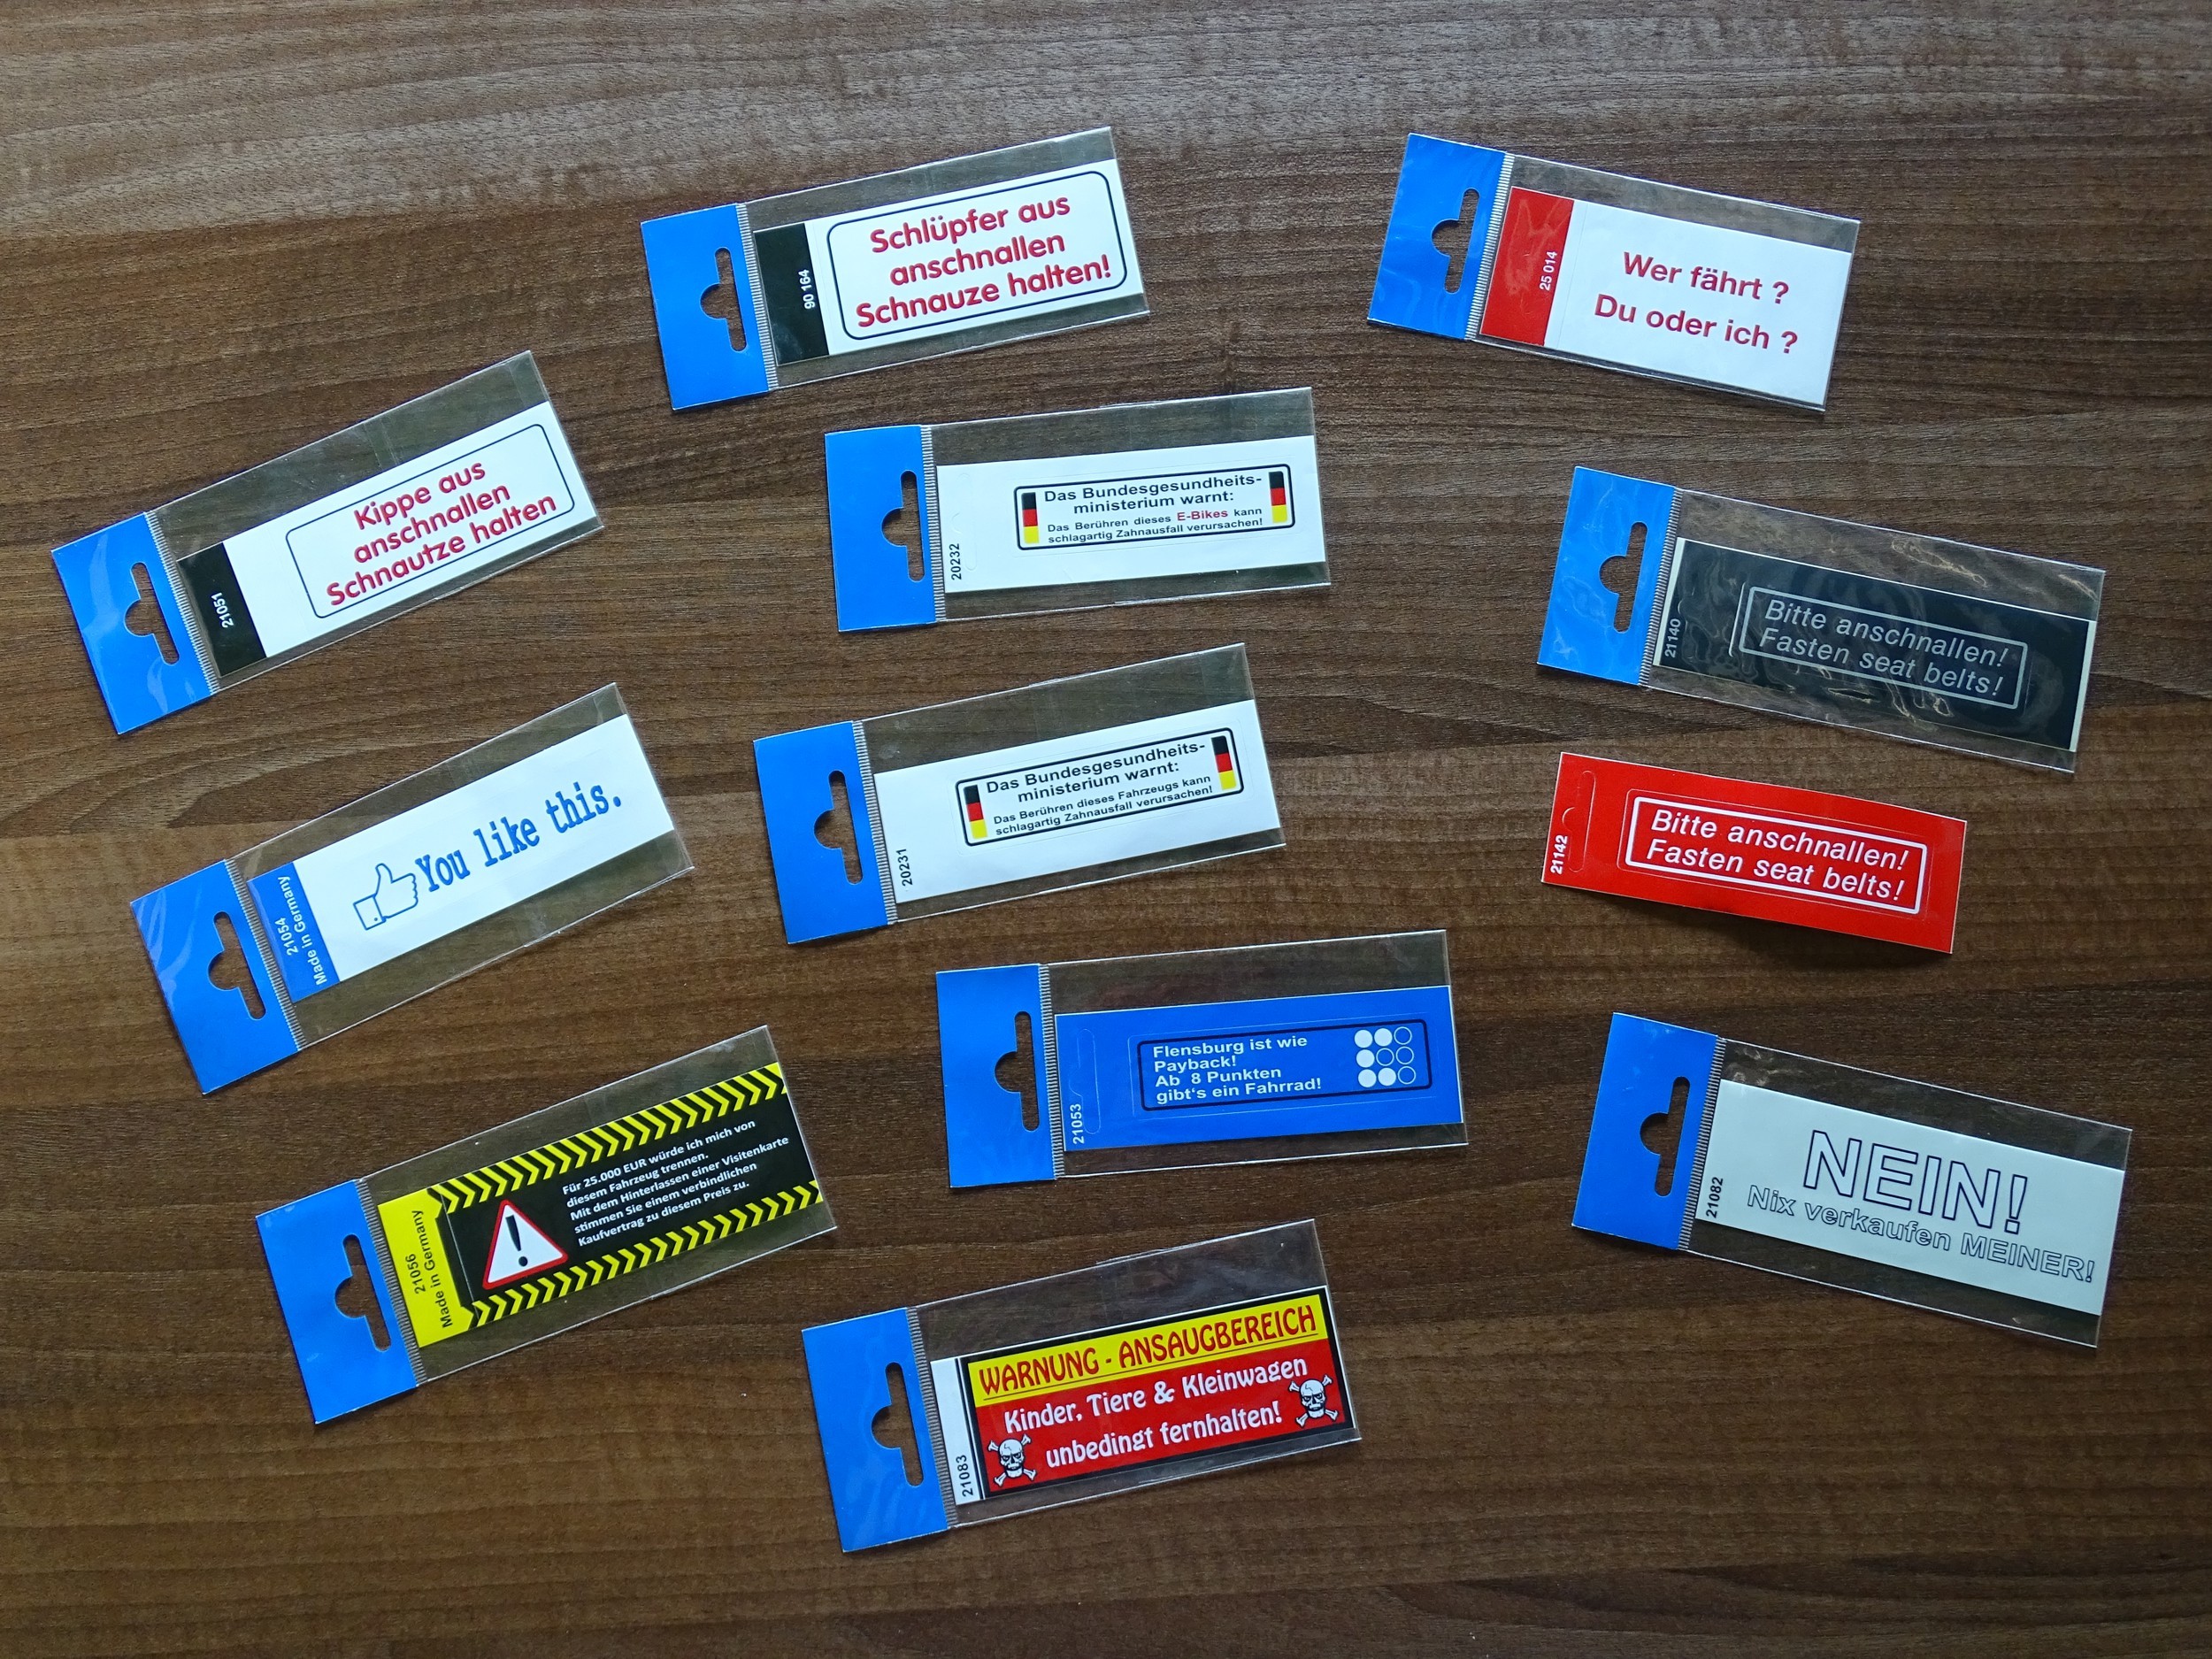 90 164
Schlüpfer aus
anschnallen
Schnauze halten!
25 014
Wer fährt ?
Du oder ich ?
21051
Kippe aus
anschnallen
Schnautze halten
20232
Das Bundesgesundheits-
ministerium warnt:
Das Berühren dieses E-Bikes kann
schlagartig Zahnausfall verursachen!
21140
Bitte anschnallen!
Fasten seat belts!
21054
Made in Germany
You like this.
20231
Das Bundesgesundheits-
ministerium warnt:
Das Berühren dieses Fahrzeugs kann
schlagartig Zahnausfall verursachen!
21142
Bitte anschnallen!
Fasten seat belts!
21056
Made in Germany
Für 25.000 EUR würde ich mich von
diesem Fahrzeug trennen.
Mit dem Hinterlassen einer Visitenkarte
stimmen Sie einem verbindlichen
Kaufvertrag zu diesem Preis zu.
21053
Flensburg ist wie
Payback!
Ab 8 Punkten
gibt's ein Fahrrad!
21082
NEIN!
Nix verkaufen MEINER!
21083
WARNUNG - ANSAUGBEREICH
Kinder, Tiere & Kleinwagen
unbedingt fernhalten!